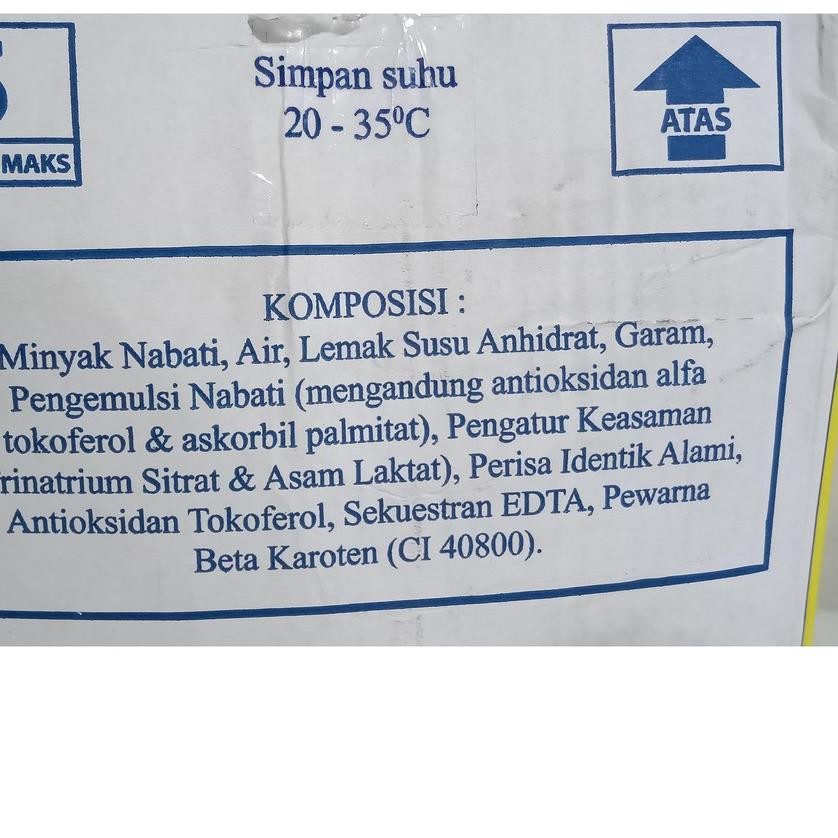 MAKS
Simpan suhu
20 - 35⁰C
ATAS
KOMPOSISI :
Minyak Nabati, Air, Lemak Susu Anhidrat, Garam,
Pengemulsi Nabati (mengandung antioksidan alfa
tokoferol & askorbil palmitat), Pengatur Keasaman
rinatrium Sitrat & Asam Laktat), Perisa Identik Alami,
Antioksidan Tokoferol, Sekuestran EDTA, Pewarna
Beta Karoten (CI 40800).